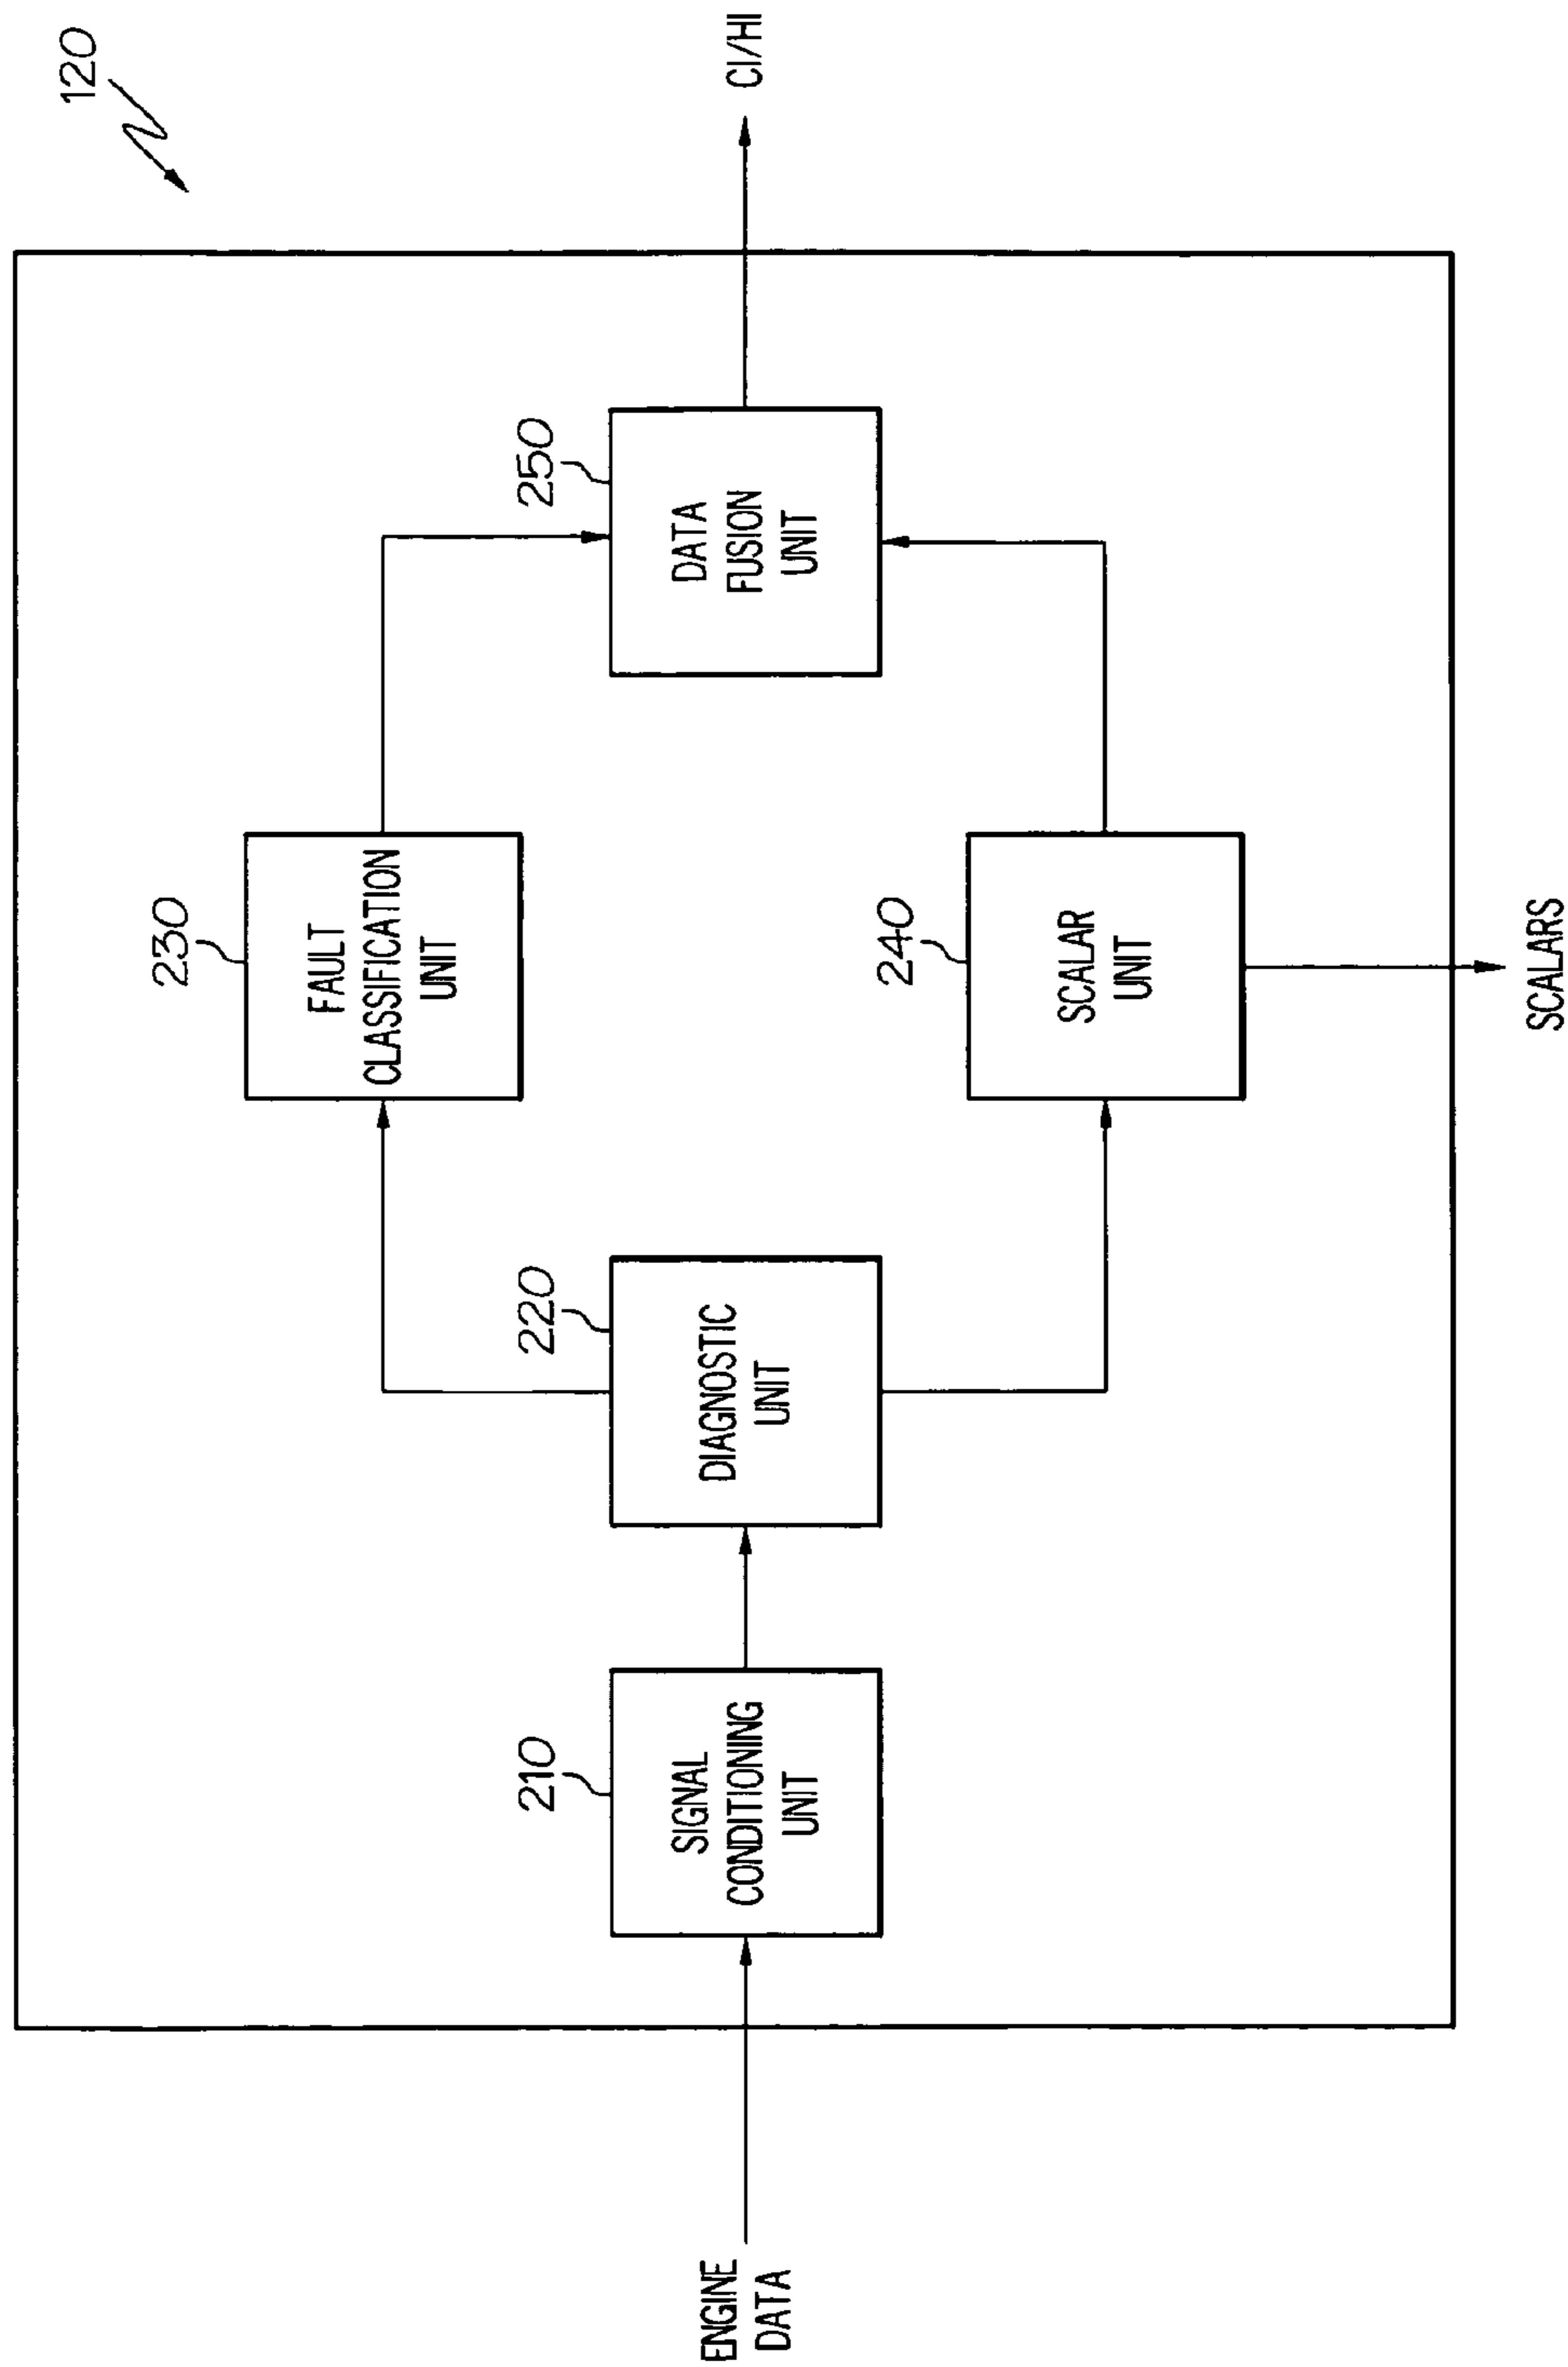 120
ENGINE
DATA
210
SIGNAL
CONDITIONING
UNIT
220
DIAGNOSTIC
UNIT
230
FAULT
CLASSIFICATION
UNIT
240
SCALAR
UNIT
250
DATA
FUSION
UNIT
CI/HI
SCALARS